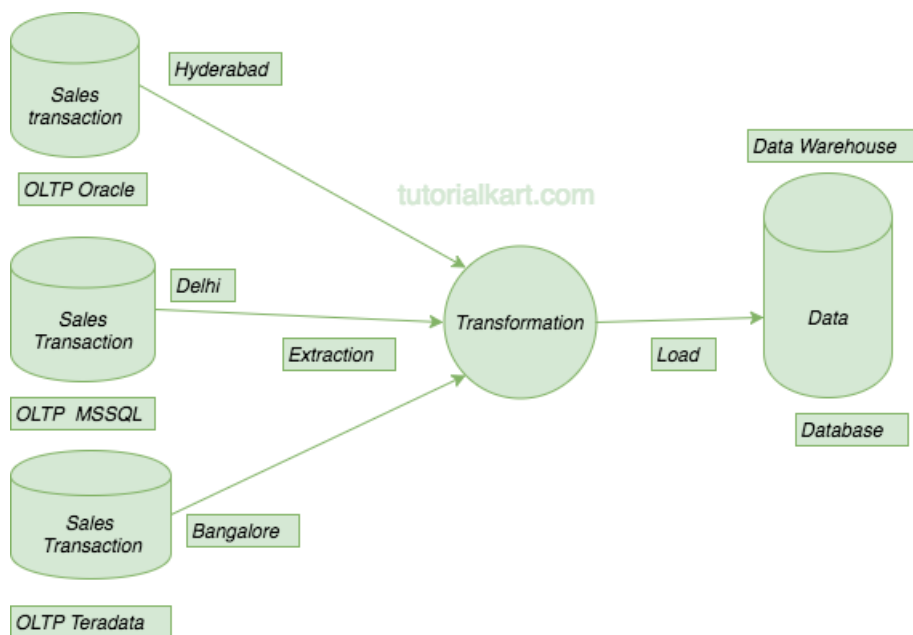 Hyderabad
Sales
transaction
OLTP Oracle
Data Warehouse
tutorialkart.com
Delhi
Sales
Transaction
Extraction
OLTP MSSQL
Transformation
Load
Data
Database
Sales
Transaction
Bangalore
OLTP Teradata